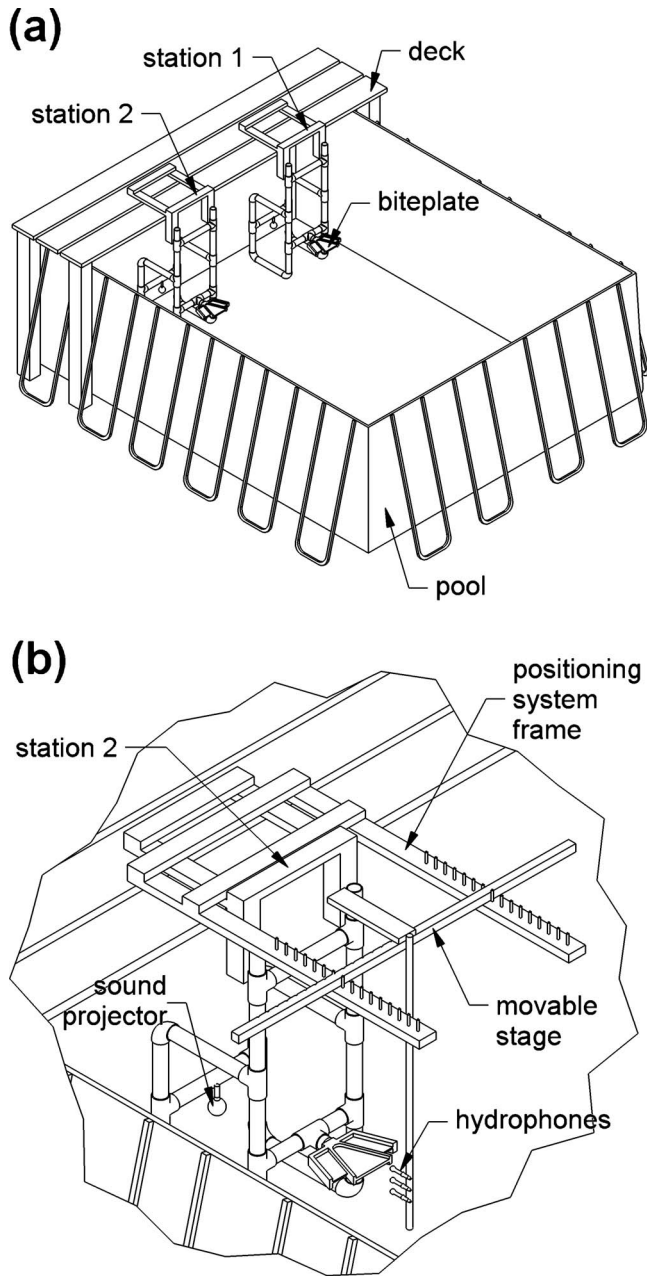 (a)
station 1
deck
station 2
biteplate
pool
(b)
positioning
system
frame
station 2
sound
projector
movable
stage
hydrophones